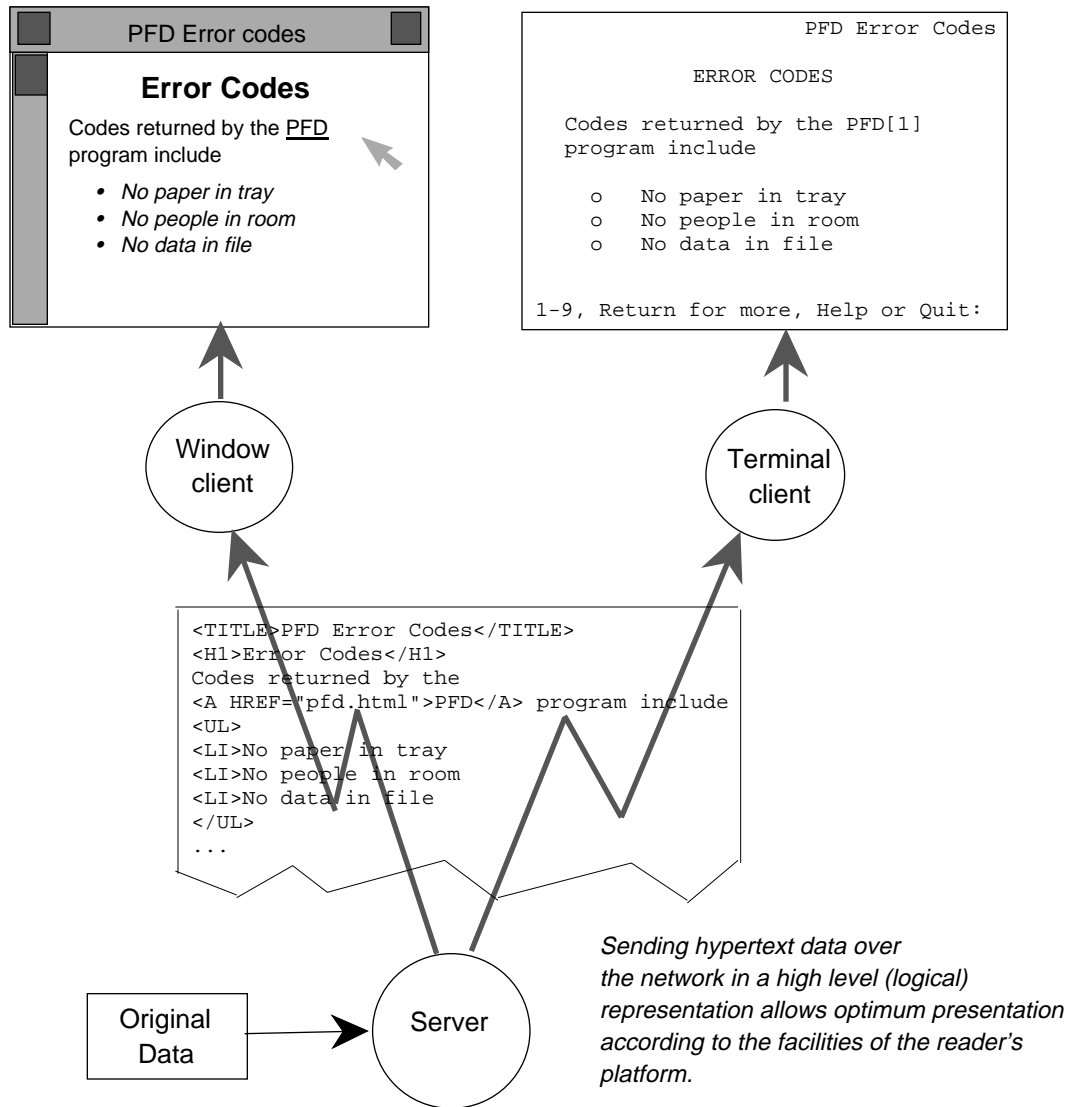 PFD Error codes
Error Codes
Codes returned by the PFD
program include
• No paper in tray
• No people in room
• No data in file
PFD Error Codes
ERROR CODES
Codes returned by the PFD[1]
program include
o No paper in tray
o No people in room
o No data in file
1-9, Return for more, Help or Quit:
Window
client
Terminal
client
<TITLE>PFD Error Codes</TITLE>
<H1>Error Codes</H1>
Codes returned by the
<A HREF="pfd.html">PFD</A> program include
<UL>
<LI>No paper in tray
<LI>No people in room
<LI>No data in file
</UL>
...
Original
Data
Server
Sending hypertext data over
the network in a high level (logical)
representation allows optimum presentation
according to the facilities of the reader's
platform.